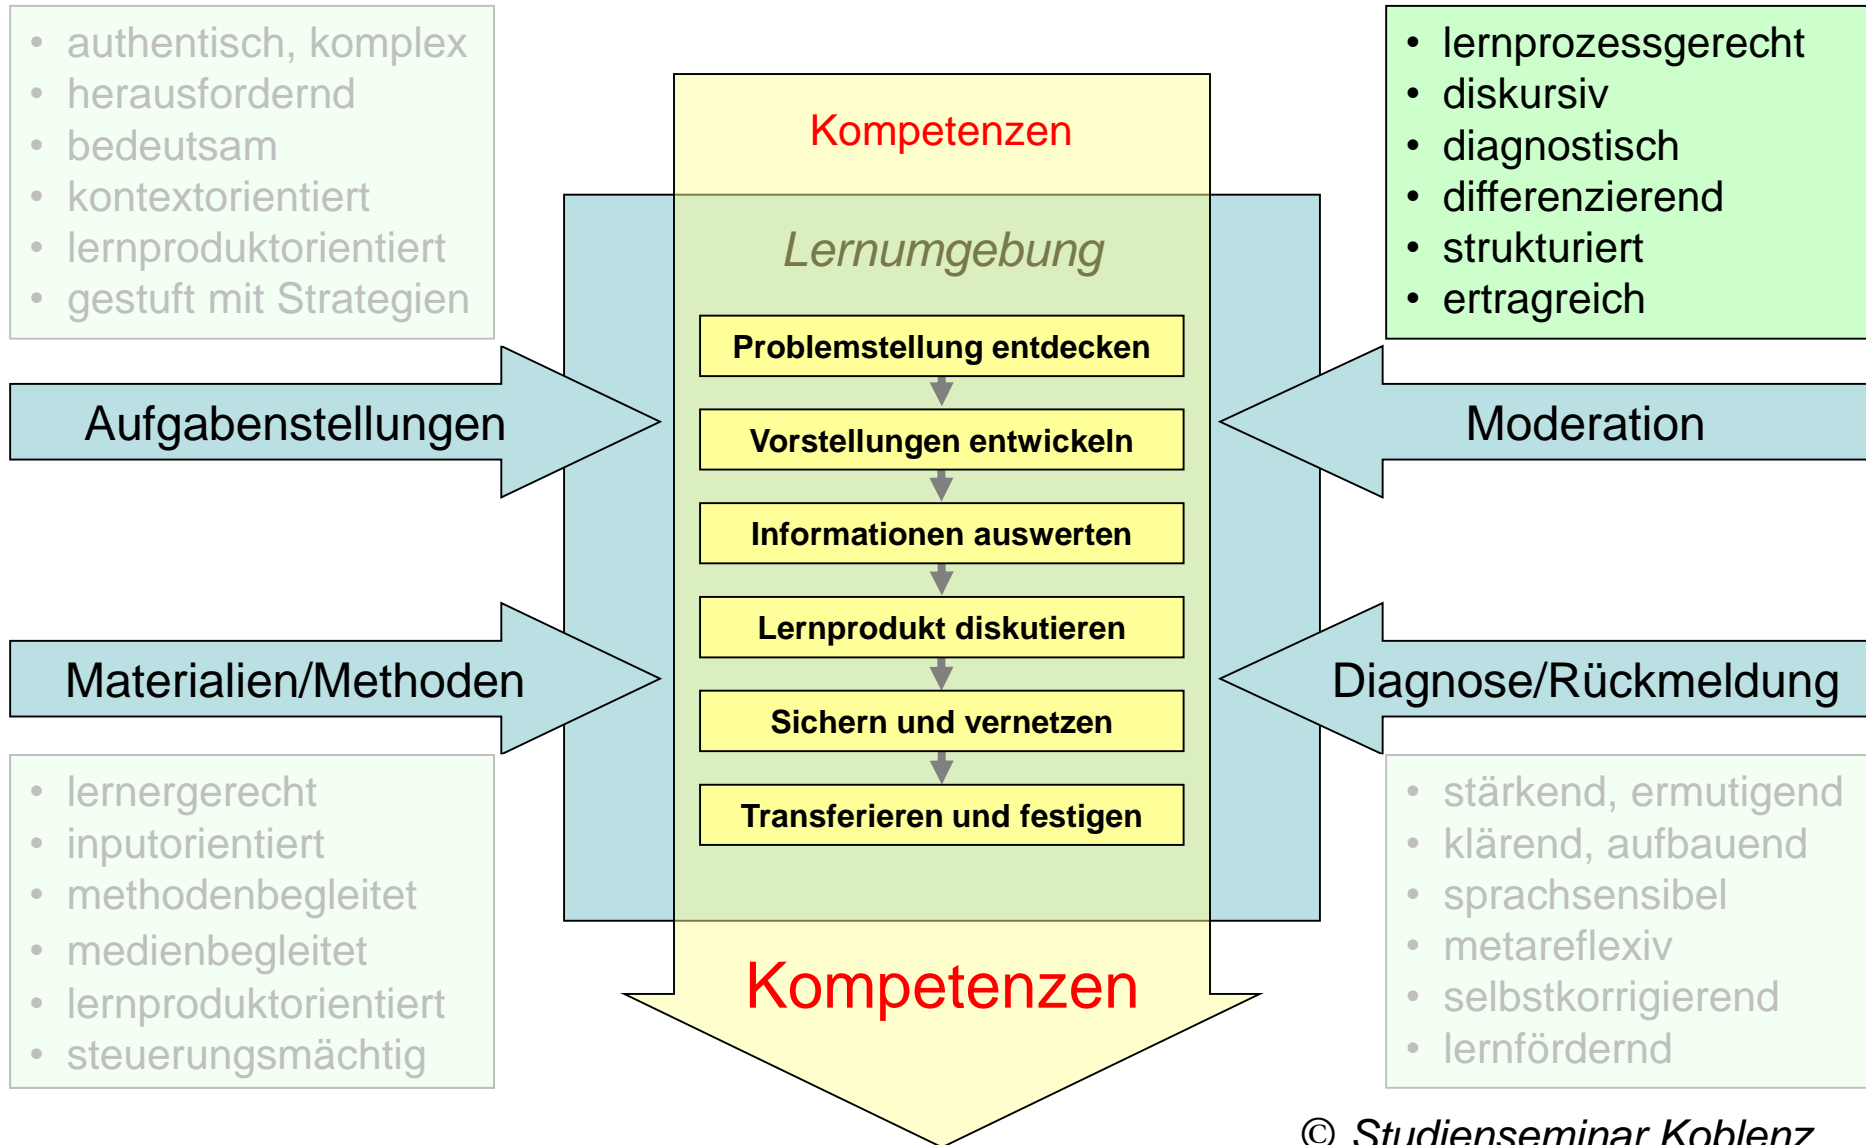 • authentisch, komplex
• herausfordernd
• bedeutsam
• kontextorientiert
• lernproduktorientiert
• gestuft mit Strategien
Aufgabenstellungen
Materialien/Methoden
• lernergerecht
• inputorientiert
• methodenbegleitet
• medienbegleitet
• lernproduktorientiert
• steuerungsmächtig
Kompetenzen
Lernumgebung
Problemstellung entdecken
Vorstellungen entwickeln
Informationen auswerten
Lernprodukt diskutieren
Sichern und vernetzen
Transferieren und festigen
Kompetenzen
• lernprozessgerecht
• diskursiv
• diagnostisch
• differenzierend
• strukturiert
• ertragreich
Moderation
Diagnose/Rückmeldung
• stärkend, ermutigend
• klärend, aufbauend
• sprachsensibel
• metareflexiv
• selbstkorrigierend
• lernfördernd
© Studienseminar Koblenz